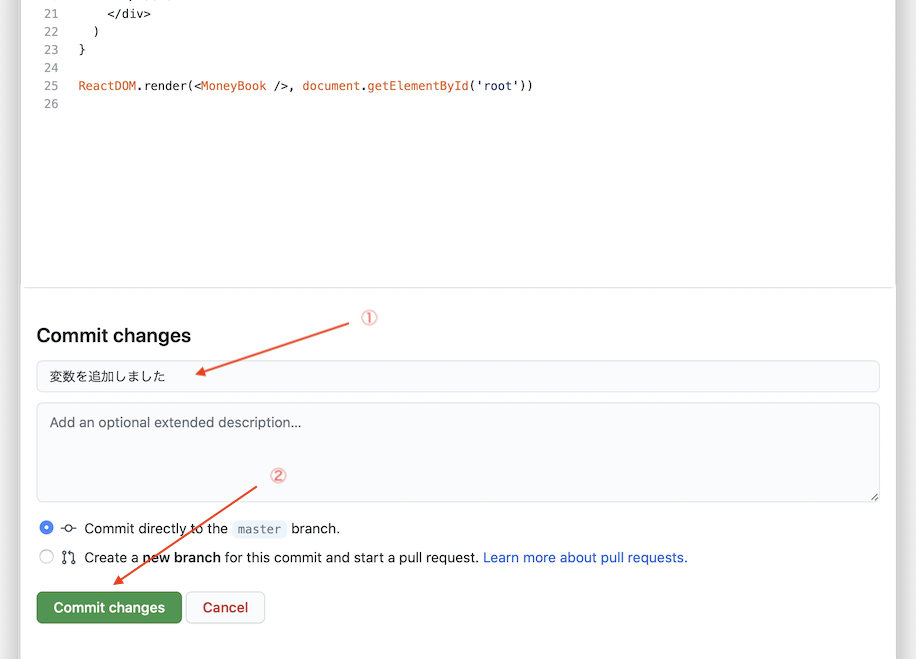 21 </div>
22 )
23 }
24
25 ReactDOM.render(<MoneyBook />, document.getElementById('root'))
26
①
Commit changes
変数を追加しました
Add an optional extended description...
②
Commit directly to the master branch.
Create a new branch for this commit and start a pull request. Learn more about pull requests.
Commit changes Cancel